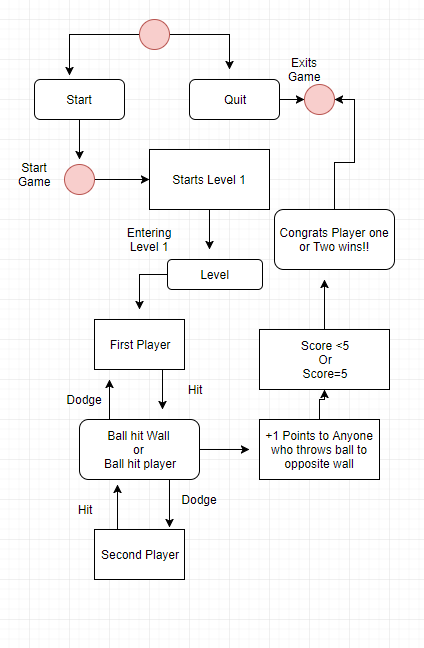 Exits
Game
Start
Quit
Start
Game
Starts Level 1
Entering
Level 1
Congrats Player one
or Two wins!!
Level
First Player
Score <5
Or
Score=5
Hit
Dodge
Ball hit Wall
or
Ball hit player
+1 Points to Anyone
who throws ball to
opposite wall
Hit
Dodge
Second Player